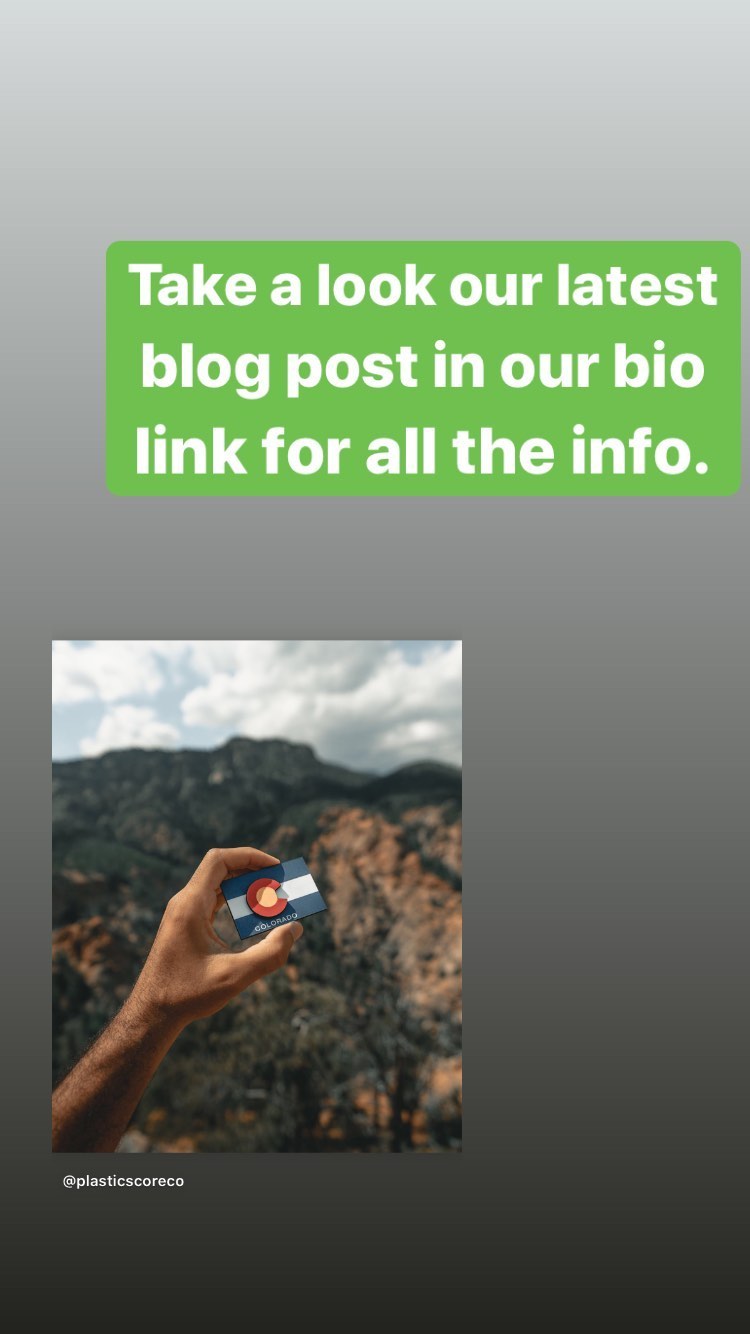 Take a look our latest
blog post in our bio
link for all the info.
COLORADO
@plasticscoreco